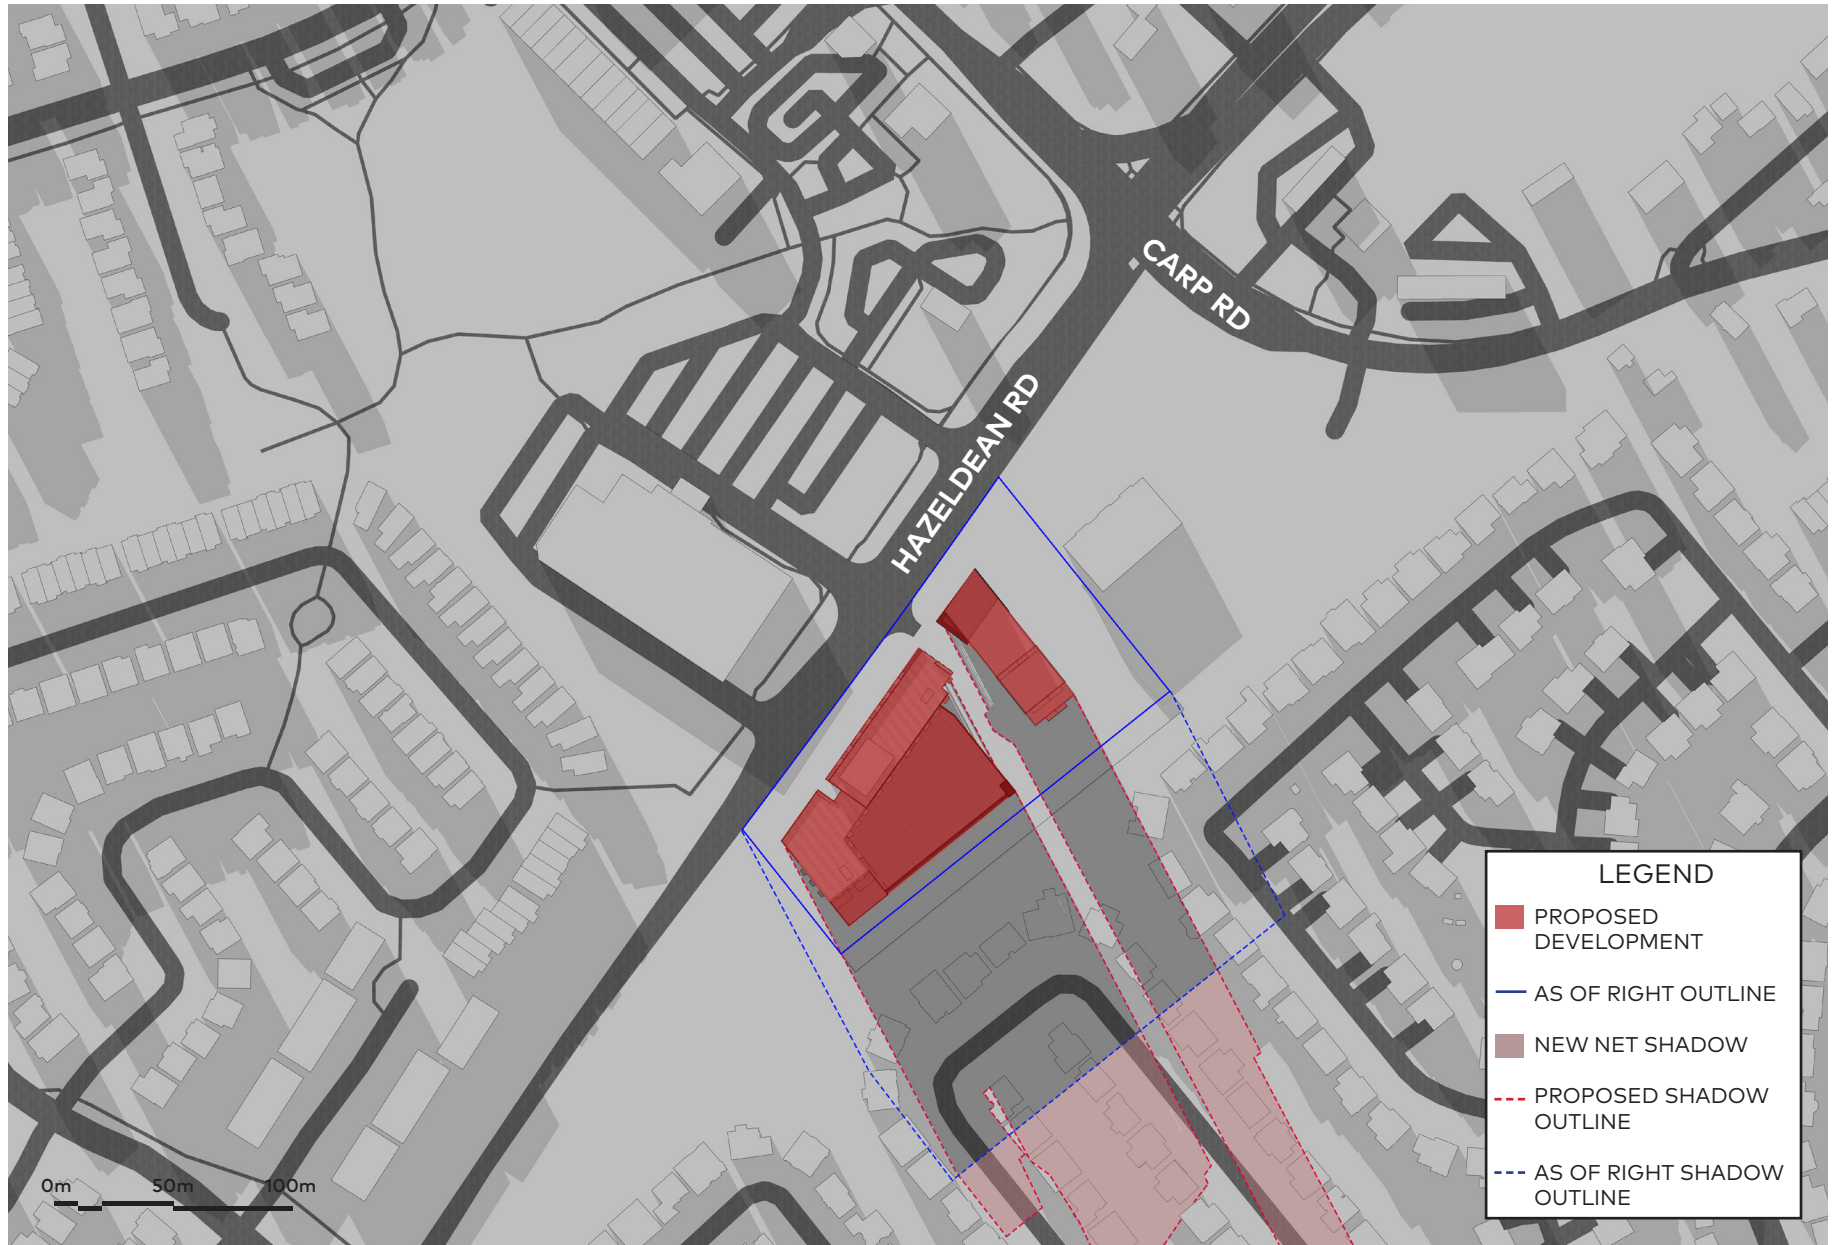 CARP RD
HAZELDEAN RD
LEGEND
PROPOSED
DEVELOPMENT
AS OF RIGHT OUTLINE
NEW NET SHADOW
PROPOSED SHADOW
OUTLINE
AS OF RIGHT SHADOW
OUTLINE
0m 50m 100m